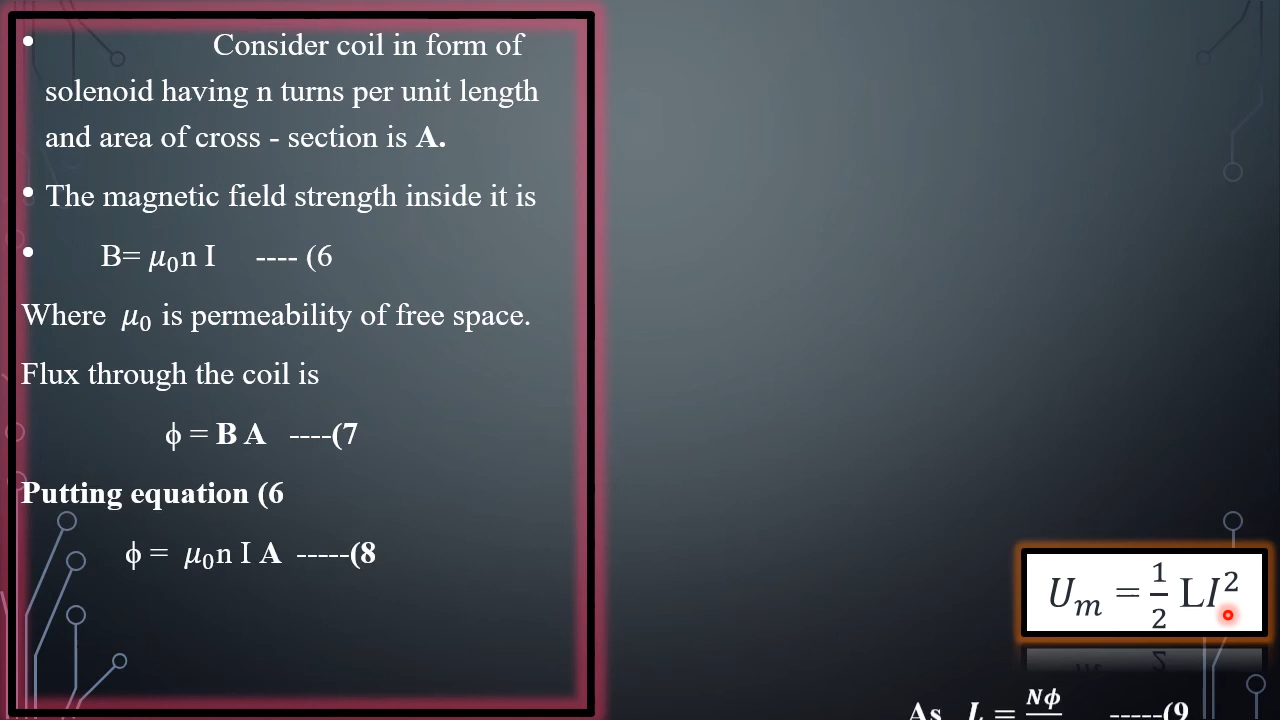 • Consider coil in form of
solenoid having n turns per unit length
and area of cross - section is A.
• The magnetic field strength inside it is
• B= μ₀n I ---- (6
Where μ₀ is permeability of free space.
Flux through the coil is
ϕ = B A ----(7
Putting equation (6
ϕ = μ₀n I A -----(8
Uₘ = 1/2 LI²
As L = Nϕ -----(9